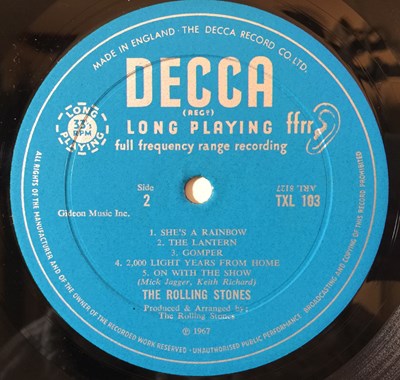 MADE IN ENGLAND · THE DECCA RECORD CO. LTD.
DECCA
(REGD)
LONG PLAYING ffrr
full frequency range recording
LONG
33⅓
RPM
PLAYING
Side
2
ARL 8127
TXL 103
Gideon Music Inc.
1. SHE'S A RAINBOW
2. THE LANTERN
3. GOMPER
4. 2,000 LIGHT YEARS FROM HOME
5. ON WITH THE SHOW
(Mick Jagger, Keith Richard)
THE ROLLING STONES
Produced & Arranged by:
The Rolling Stones
℗ 1967
ALL RIGHTS OF THE MANUFACTURER AND OF THE OWNER OF THE RECORDED WORK RESERVED · UNAUTHORISED PUBLIC PERFORMANCE, BROADCASTING AND COPYING OF THIS RECORD PROHIBITED